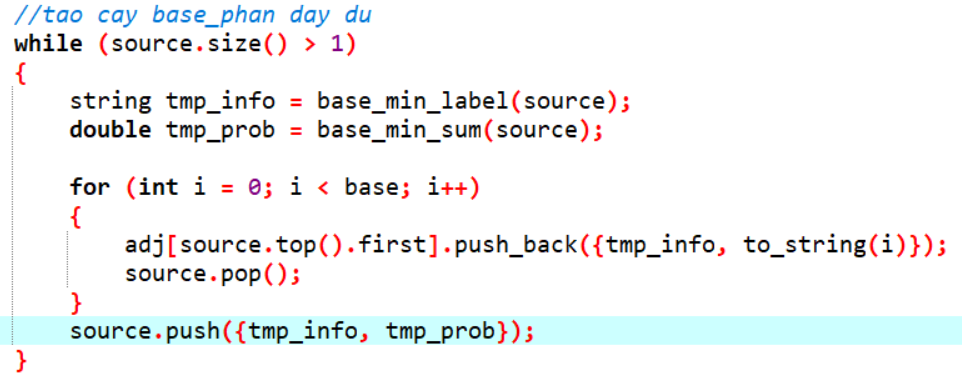 //tao cay base_phan day du
while (source.size() > 1)
{
    string tmp_info = base_min_label(source);
    double tmp_prob = base_min_sum(source);

    for (int i = 0; i < base; i++)
    {
        adj[source.top().first].push_back({tmp_info, to_string(i)});
        source.pop();
    }
    source.push({tmp_info, tmp_prob});
}